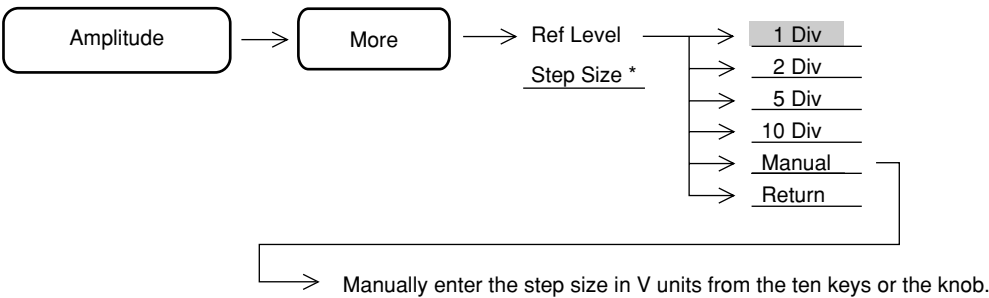 Amplitude
More
Ref Level
Step Size *
1 Div
2 Div
5 Div
10 Div
Manual
Return
Manually enter the step size in V units from the ten keys or the knob.